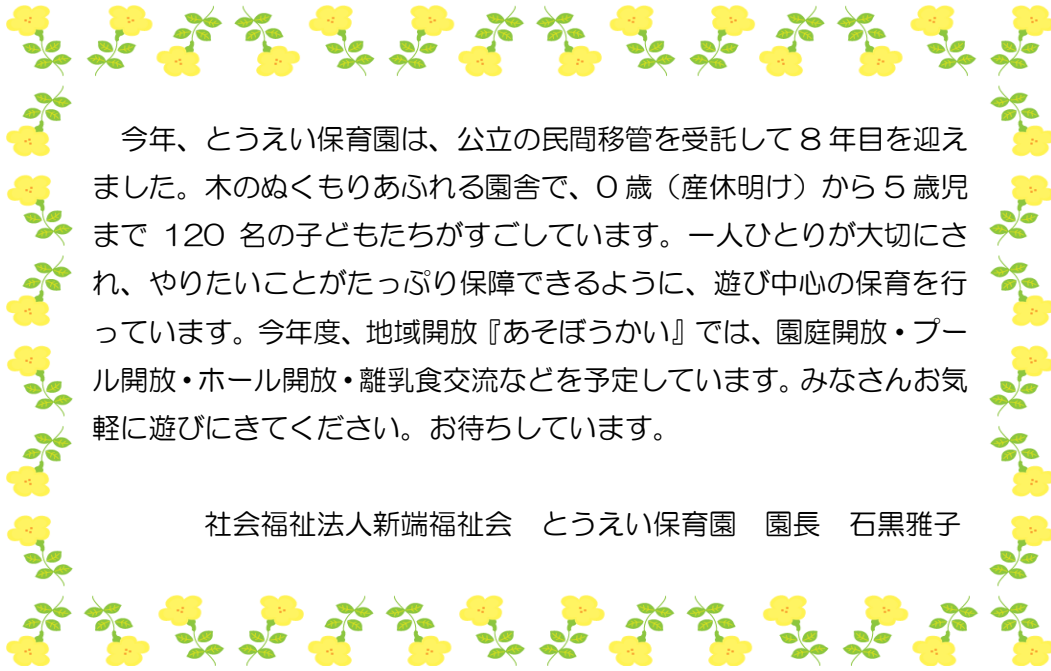 今年、とうえい保育園は、公立の民間移管を受託して8年目を迎え
ました。木のぬくもりあふれる園舎で、0歳（産休明け）から5歳児
まで 120 名の子どもたちがすごしています。一人ひとりが大切にさ
れ、やりたいことがたっぷり保障できるように、遊び中心の保育を行
っています。今年度、地域開放『あそぼうかい』では、園庭開放・プー
ル開放・ホール開放・離乳食交流などを予定しています。みなさんお気
軽に遊びにきてください。お待ちしています。
社会福祉法人新端福祉会　とうえい保育園　園長　石黒雅子